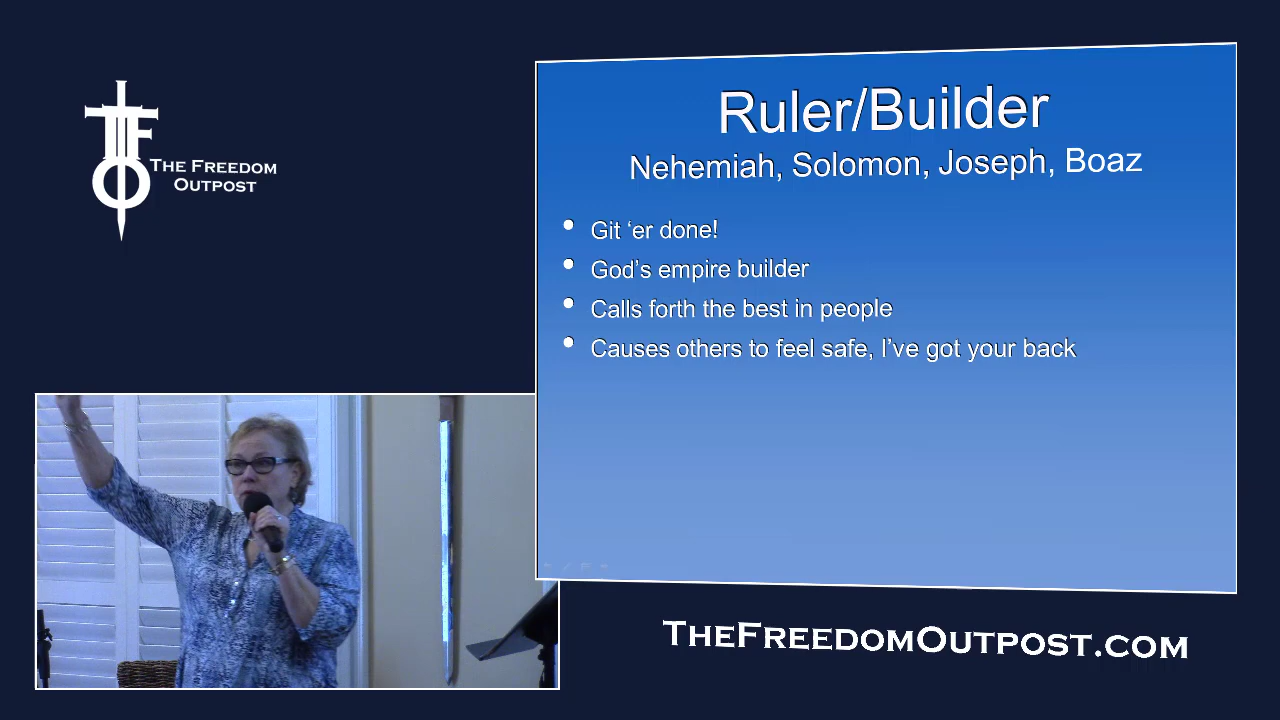 TF
O
The Freedom
Outpost
Ruler/Builder
Nehemiah, Solomon, Joseph, Boaz
• Git ‘er done!
• God’s empire builder
• Calls forth the best in people
• Causes others to feel safe, I’ve got your back
TheFreedomOutpost.com